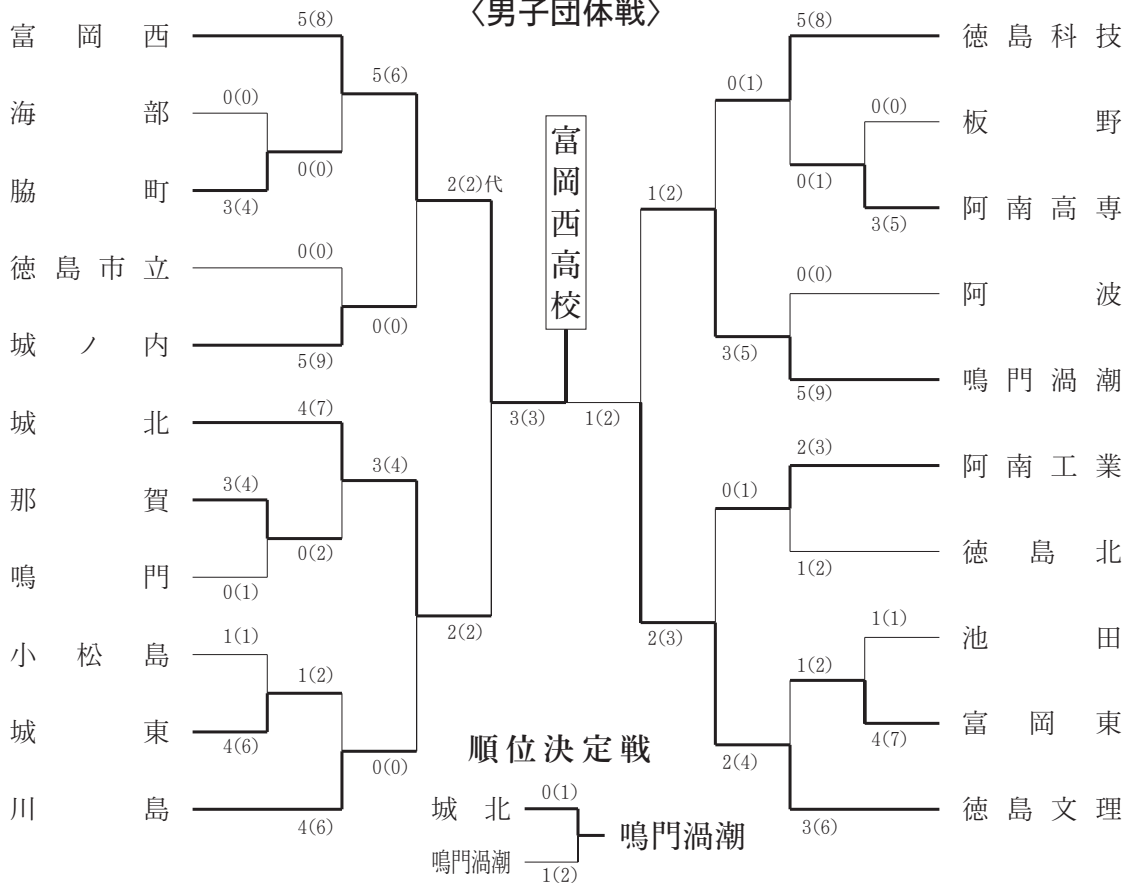 〈男子団体戦〉
富岡西
海部
脇町
徳島市立
城ノ内
城北
那賀
鳴門
小松島
城東
川島
5(8)
0(0)
3(4)
0(0)
0(0)
5(9)
4(7)
3(4)
0(1)
0(2)
1(1)
4(6)
1(2)
4(6)
5(6)
0(0)
3(4)
0(0)
2(2)代
2(2)
3(3)
富岡西高校
1(2)
1(2)
2(3)
0(1)
3(5)
0(1)
2(4)
5(8)
0(0)
0(1)
3(5)
0(0)
5(9)
2(3)
1(2)
1(1)
1(2)
4(7)
3(6)
徳島科技
板野
阿南高専
阿波
鳴門渦潮
阿南工業
徳島北
池田
富岡東
徳島文理
順位決定戦
城北 0(1)
鳴門渦潮 1(2)
鳴門渦潮